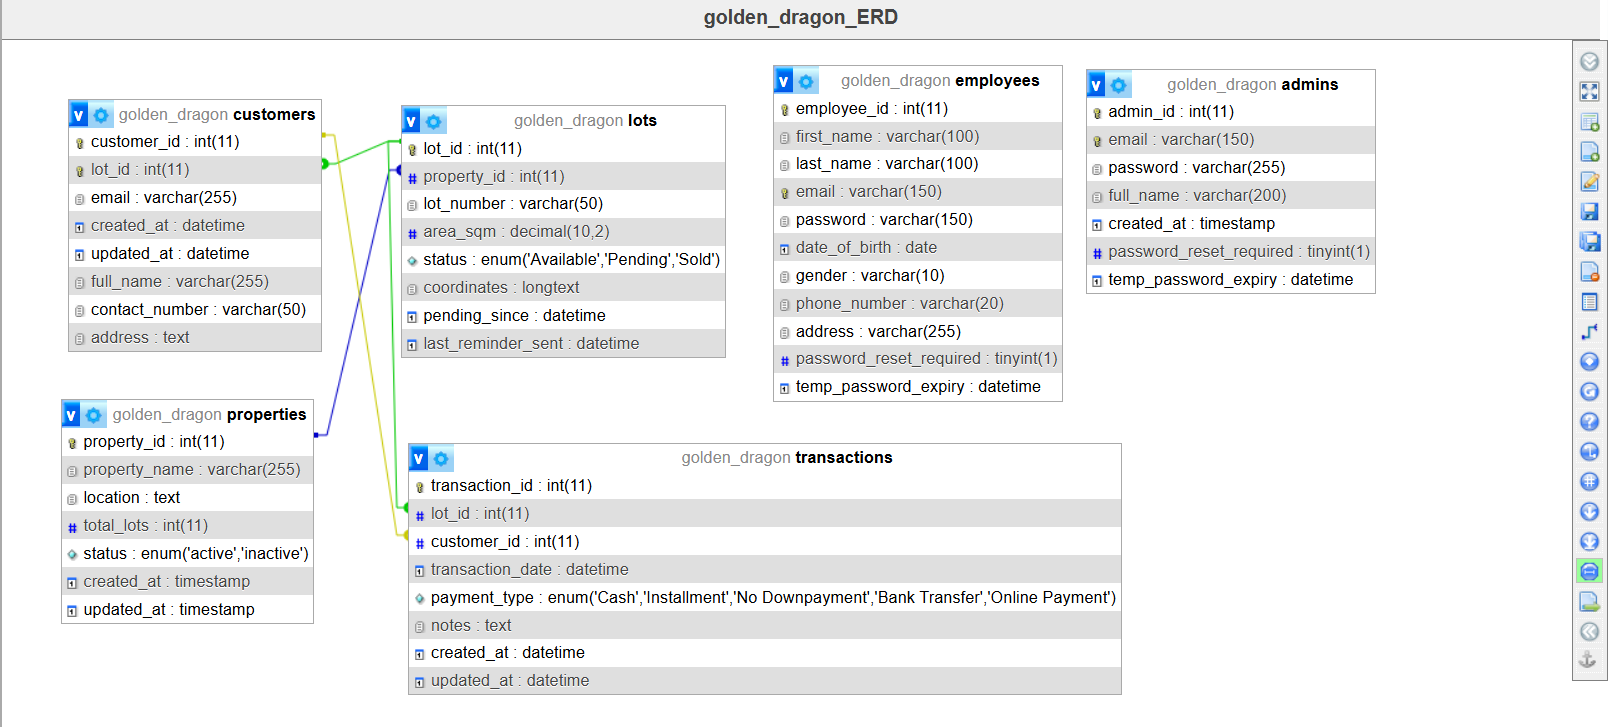 golden_dragon_ERD
v golden_dragon customers
customer_id : int(11)
lot_id : int(11)
email : varchar(255)
created_at : datetime
updated_at : datetime
full_name : varchar(255)
contact_number : varchar(50)
address : text
v golden_dragon lots
lot_id : int(11)
# property_id : int(11)
lot_number : varchar(50)
# area_sqm : decimal(10,2)
status : enum('Available','Pending','Sold')
coordinates : longtext
pending_since : datetime
last_reminder_sent : datetime
v golden_dragon employees
employee_id : int(11)
first_name : varchar(100)
last_name : varchar(100)
email : varchar(150)
password : varchar(150)
date_of_birth : date
gender : varchar(10)
phone_number : varchar(20)
address : varchar(255)
# password_reset_required : tinyint(1)
temp_password_expiry : datetime
v golden_dragon admins
admin_id : int(11)
email : varchar(150)
password : varchar(255)
full_name : varchar(200)
created_at : timestamp
# password_reset_required : tinyint(1)
temp_password_expiry : datetime
v golden_dragon properties
property_id : int(11)
property_name : varchar(255)
location : text
# total_lots : int(11)
status : enum('active','inactive')
created_at : timestamp
updated_at : timestamp
v golden_dragon transactions
transaction_id : int(11)
# lot_id : int(11)
# customer_id : int(11)
transaction_date : datetime
payment_type : enum('Cash','Installment','No Downpayment','Bank Transfer','Online Payment')
notes : text
created_at : datetime
updated_at : datetime